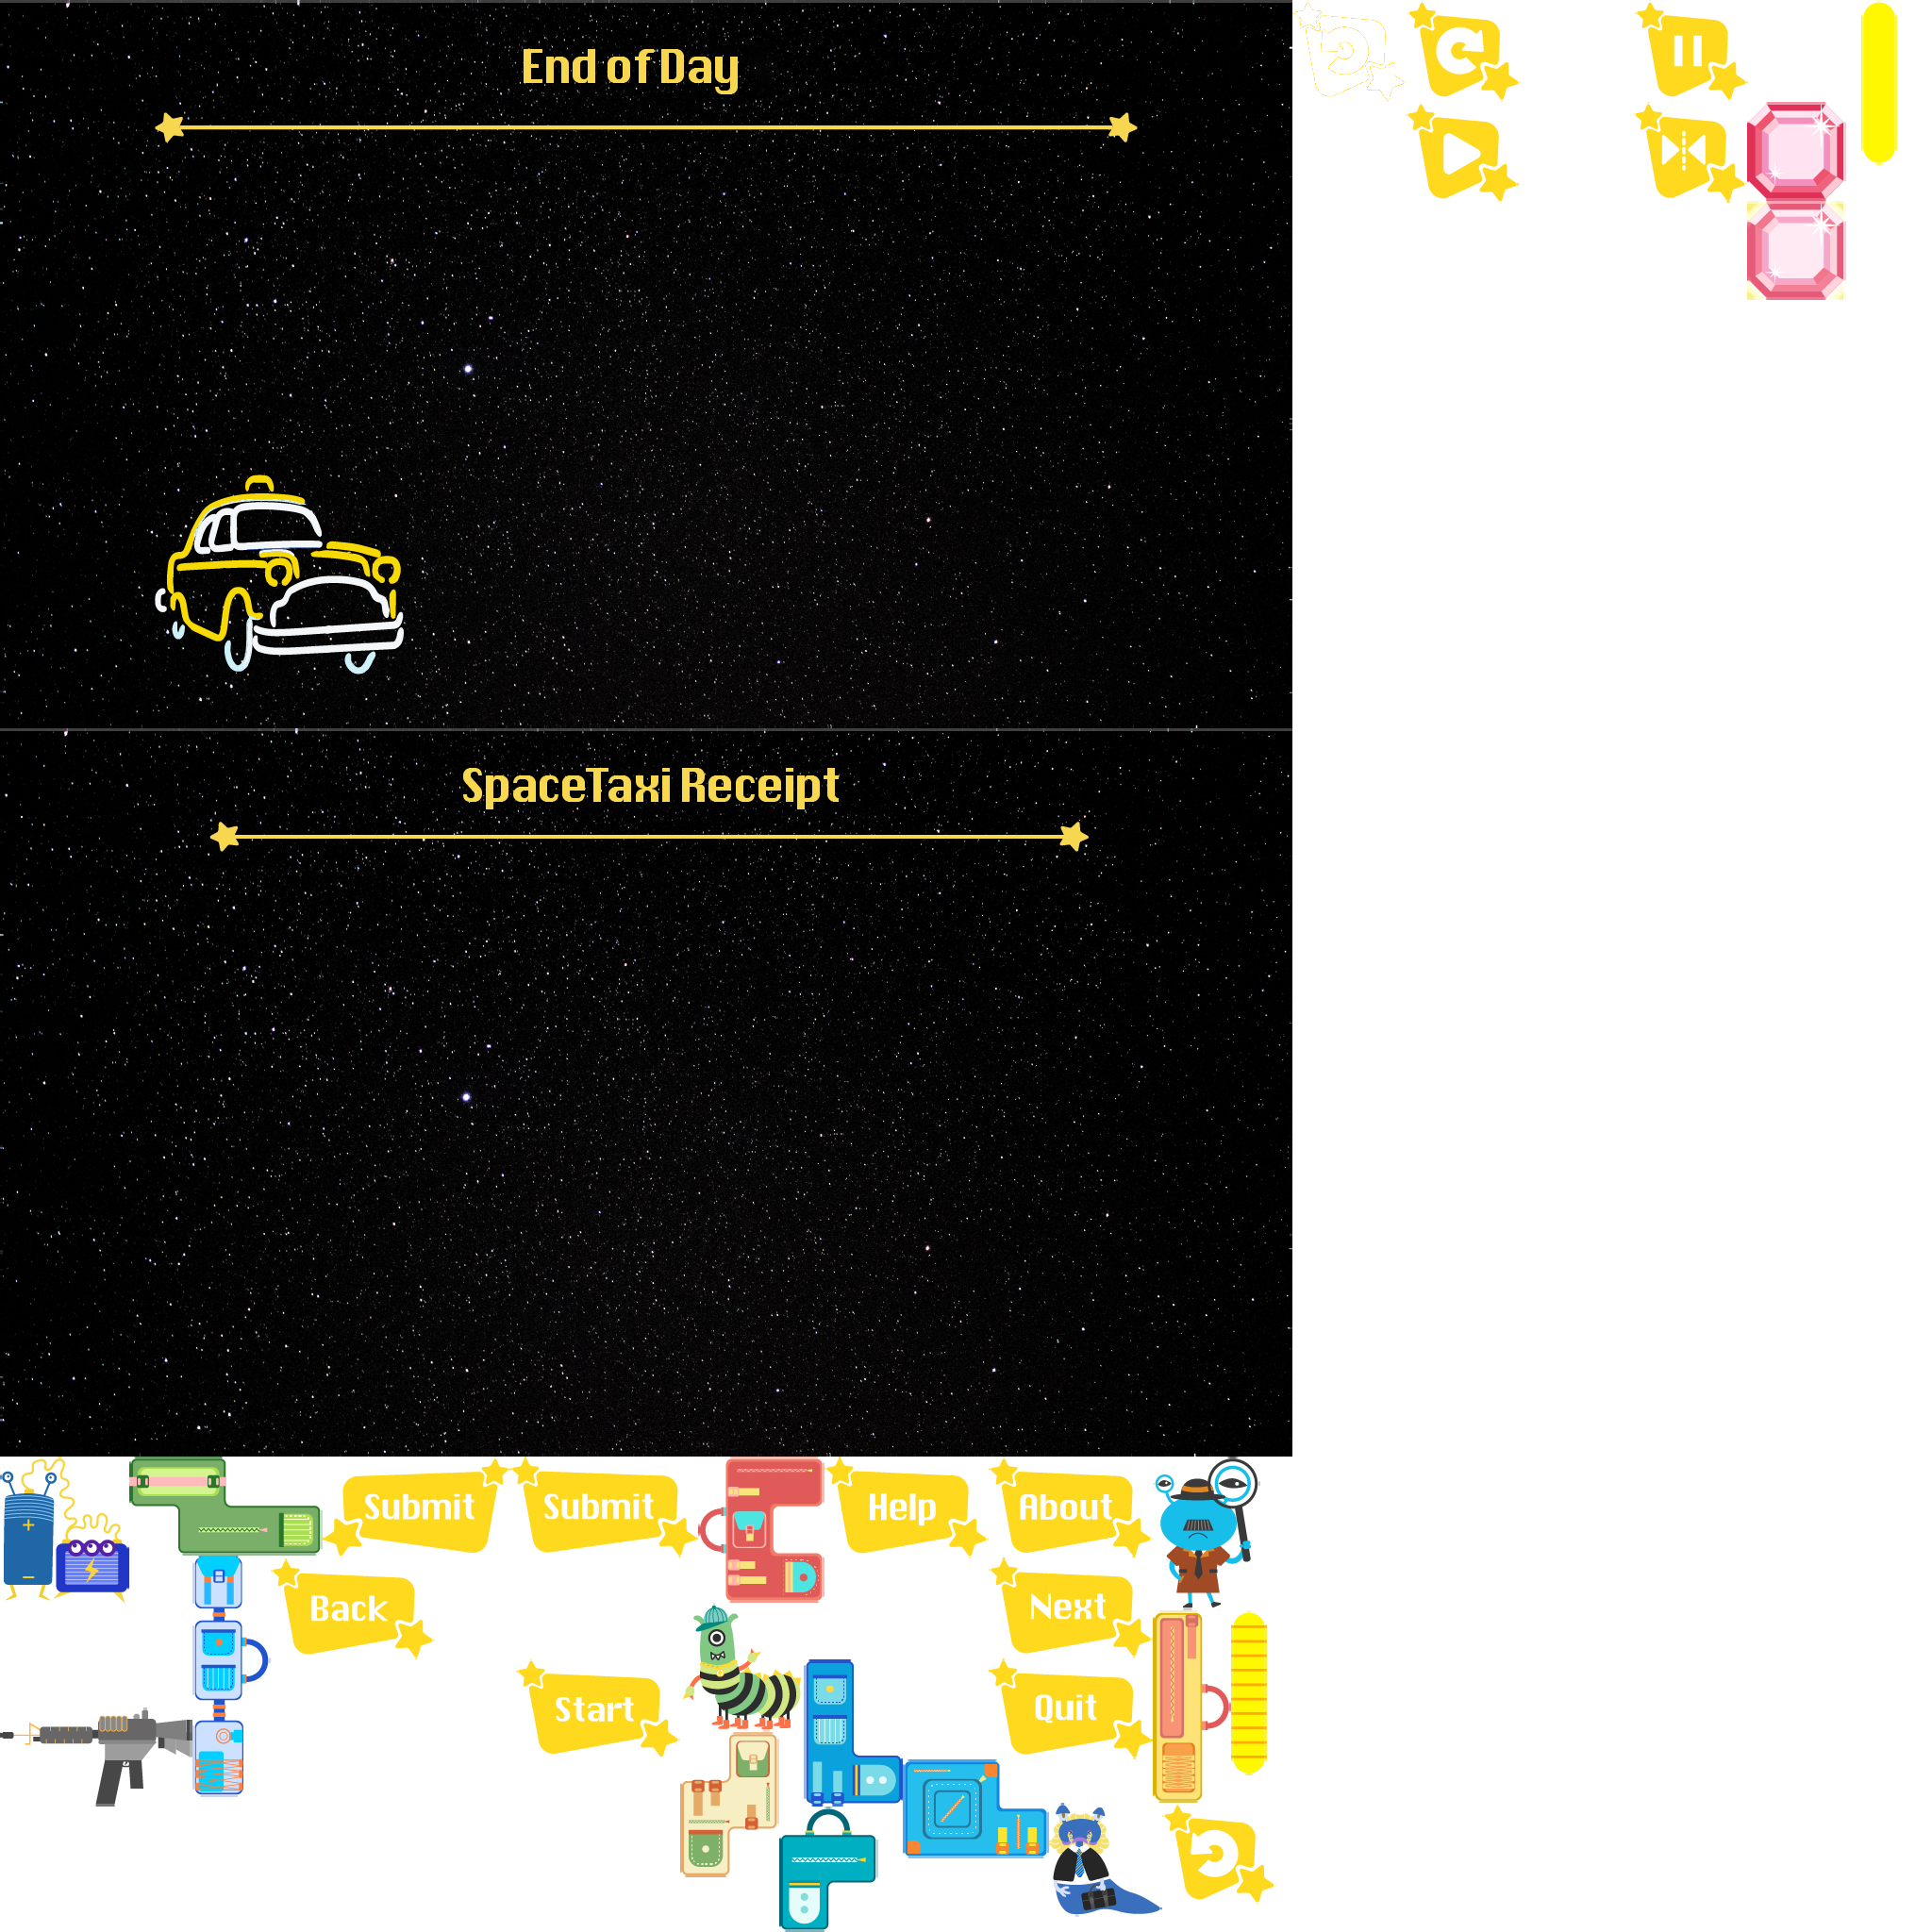 End of Day
SpaceTaxi Receipt
Submit
Submit
Help
About
Back
Next
Start
Quit